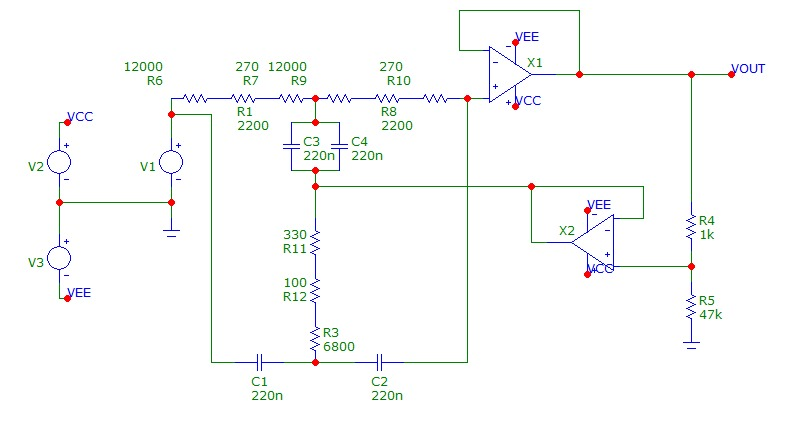 VEE
X1
VCC
VOUT
12000
R6
270
R7
12000
R9
270
R10
R1
2200
R8
2200
VCC
V2
V1
C3
220n
C4
220n
VEE
X2
VCC
R4
1k
330
R11
V3
VEE
100
R12
R5
47k
R3
6800
C1
220n
C2
220n